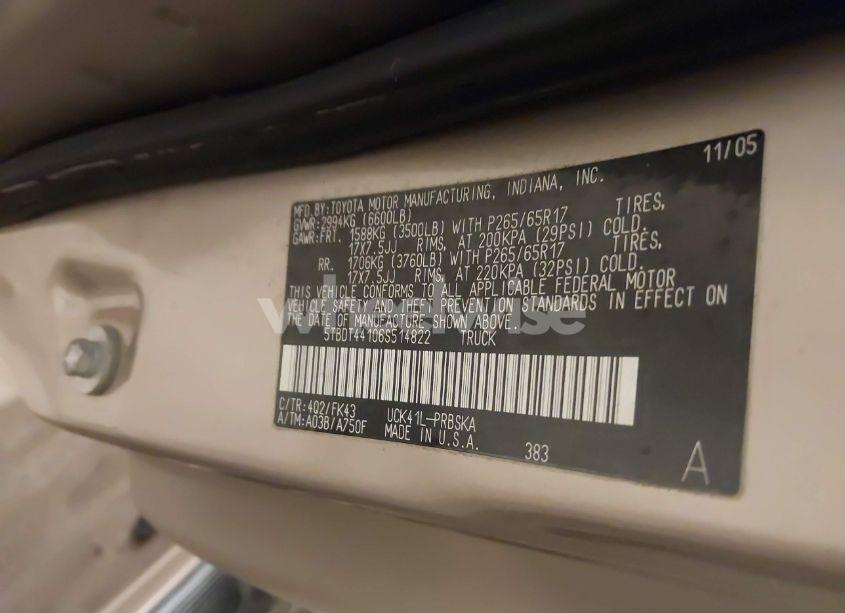 11/05
MFD.BY:TOYOTA MOTOR MANUFACTURING, INDIANA, INC.
GVWR:2994KG (6600LB)
GAWR:FRT. 1588KG (3500LB) WITH P265/65R17 TIRES,
17X7.5JJ RIMS, AT 200KPA (29PSI) COLD.
RR. 1706KG (3760LB) WITH P265/65R17 TIRES,
17X7.5JJ RIMS, AT 220KPA (32PSI) COLD.
THIS VEHICLE CONFORMS TO ALL APPLICABLE FEDERAL MOTOR
VEHICLE SAFETY AND THEFT PREVENTION STANDARDS IN EFFECT ON
THE DATE OF MANUFACTURE SHOWN ABOVE.
5TBDT44106S514822 TRUCK
C/TR:4Q2/FK43 UCK41L-PRBSKA
A/TM:A03B/A750F MADE IN U.S.A.
383
A